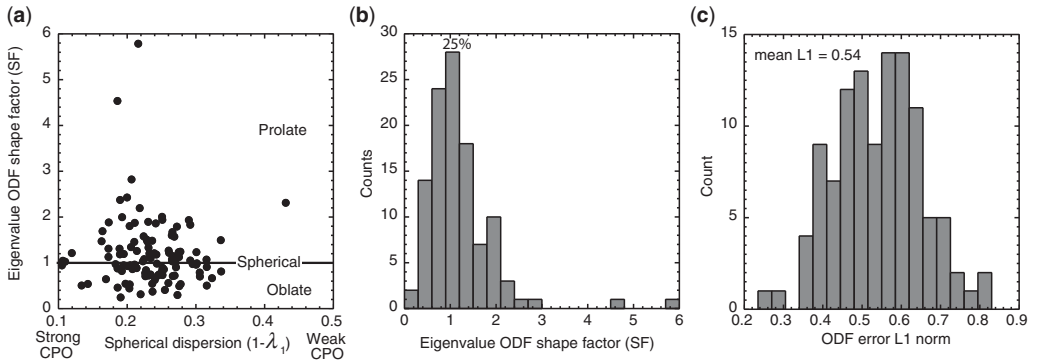 (a)
Eigenvalue ODF shape factor (SF)
6
5
4
3
2
1
0
Prolate
Spherical
Oblate
0.1 0.2 0.3 0.4 0.5
Strong CPO
Spherical dispersion (1-λ1)
Weak CPO
(b)
Counts
30
25
20
15
10
5
0
25%
0 1 2 3 4 5 6
Eigenvalue ODF shape factor (SF)
(c)
Count
15
10
5
0
mean L1 = 0.54
0.2 0.3 0.4 0.5 0.6 0.7 0.8 0.9
ODF error L1 norm